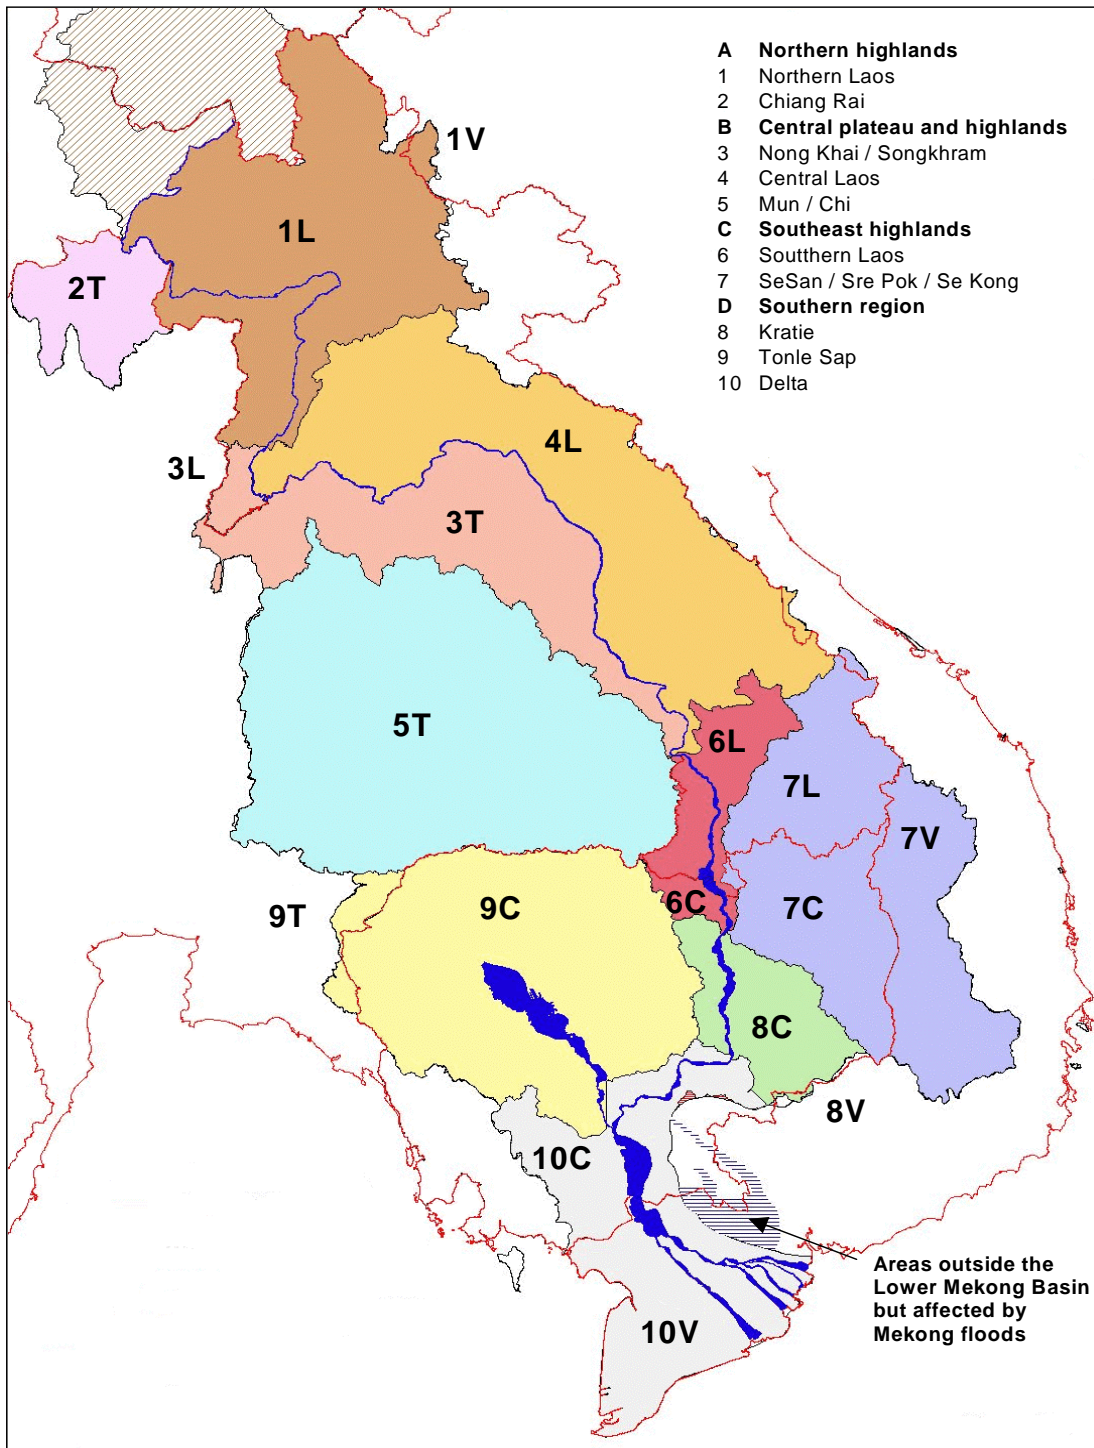 A Northern highlands
1 Northern Laos
2 Chiang Rai
B Central plateau and highlands
3 Nong Khai / Songkhram
4 Central Laos
5 Mun / Chi
C Southeast highlands
6 Soutthern Laos
7 SeSan / Sre Pok / Se Kong
D Southern region
8 Kratie
9 Tonle Sap
10 Delta
1V
1L
2T
4L
3L
3T
5T
6L
7L
7V
6C
9C
7C
9T
8C
8V
10C
Areas outside the
Lower Mekong Basin
but affected by
Mekong floods
10V